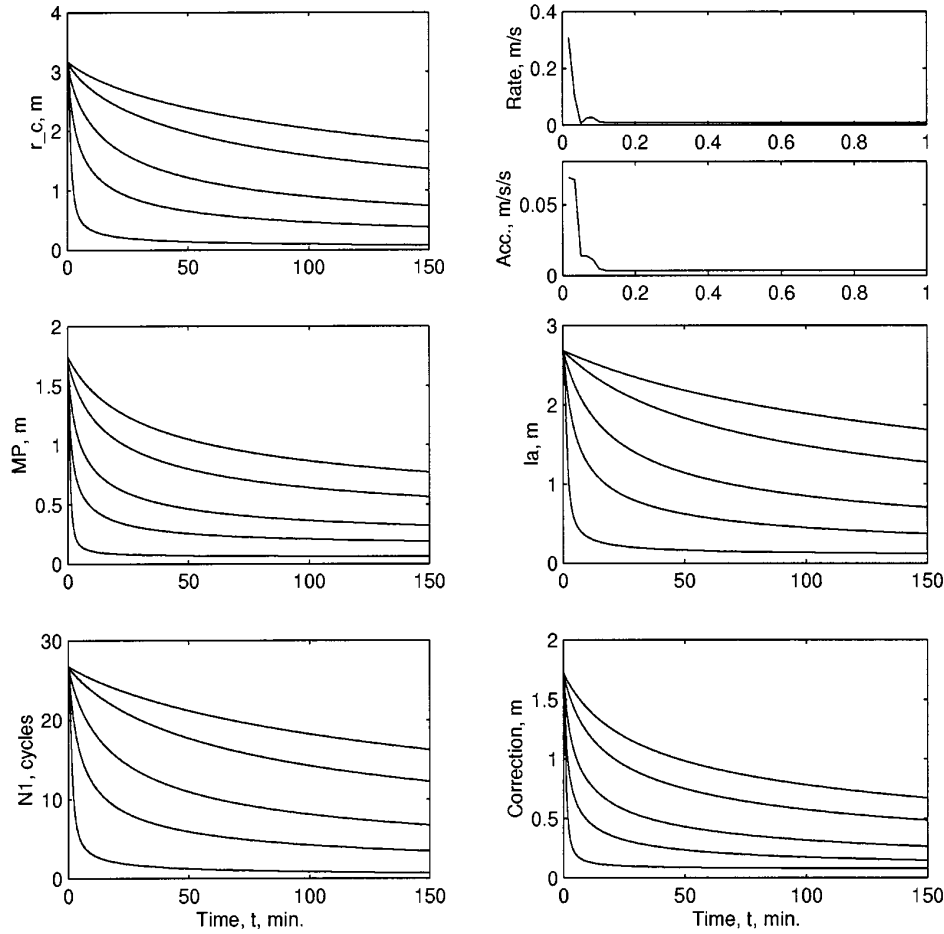 4
3
2
1
0
r_c, m
0 50 100 150
0.4
0.2
0
Rate, m/s
0 0.2 0.4 0.6 0.8 1
0.05
0
Acc., m/s/s
0 0.2 0.4 0.6 0.8 1
2
1.5
1
0.5
0
MP, m
0 50 100 150
3
2
1
0
Ia, m
0 50 100 150
30
20
10
0
N1, cycles
0 50 100 150
Time, t, min.
2
1.5
1
0.5
0
Correction, m
0 50 100 150
Time, t, min.